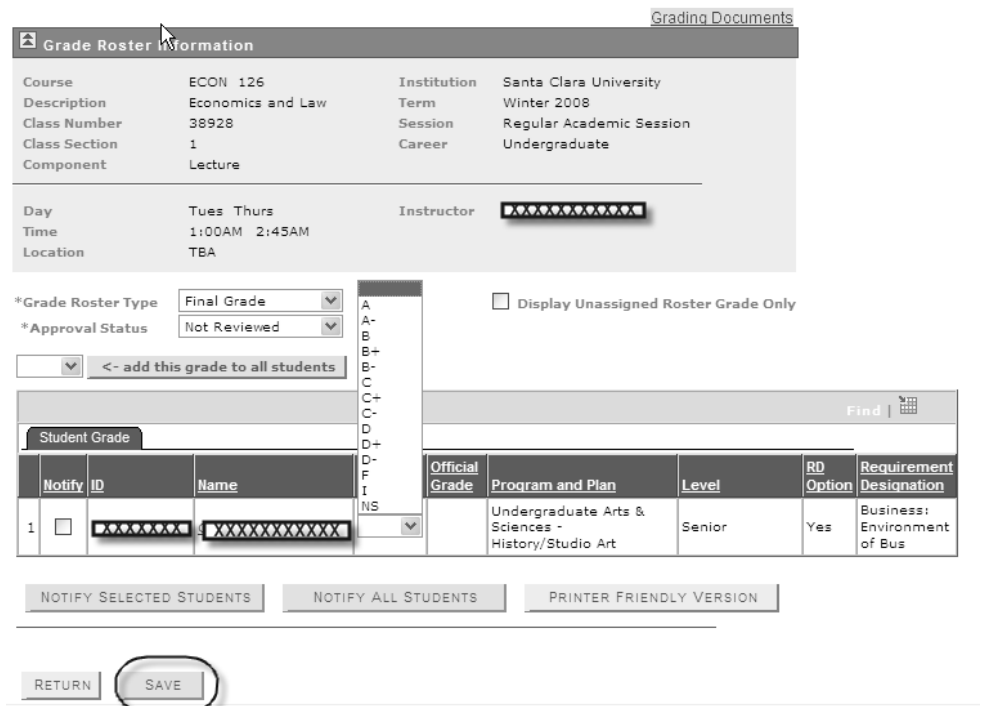 Grading Documents
Grade Roster Information
Course ECON 126 Institution Santa Clara University
Description Economics and Law Term Winter 2008
Class Number 38928 Session Regular Academic Session
Class Section 1 Career Undergraduate
Component Lecture
Day Tues Thurs Instructor XXXXXXXXXXXX
Time 1:00AM 2:45AM
Location TBA
*Grade Roster Type Final Grade
Display Unassigned Roster Grade Only
*Approval Status Not Reviewed
<- add this grade to all students
A
A-
B
B+
B-
C
C+
C-
D
D+
D-
F
I
NS
Find |
Student Grade
Notify ID Name Official Grade Program and Plan Level RD Option Requirement Designation
1 XXXXXXX XXXXXXXXXXXX Undergraduate Arts & Sciences - History/Studio Art Senior Yes Business: Environment of Bus
NOTIFY SELECTED STUDENTS NOTIFY ALL STUDENTS PRINTER FRIENDLY VERSION
RETURN SAVE